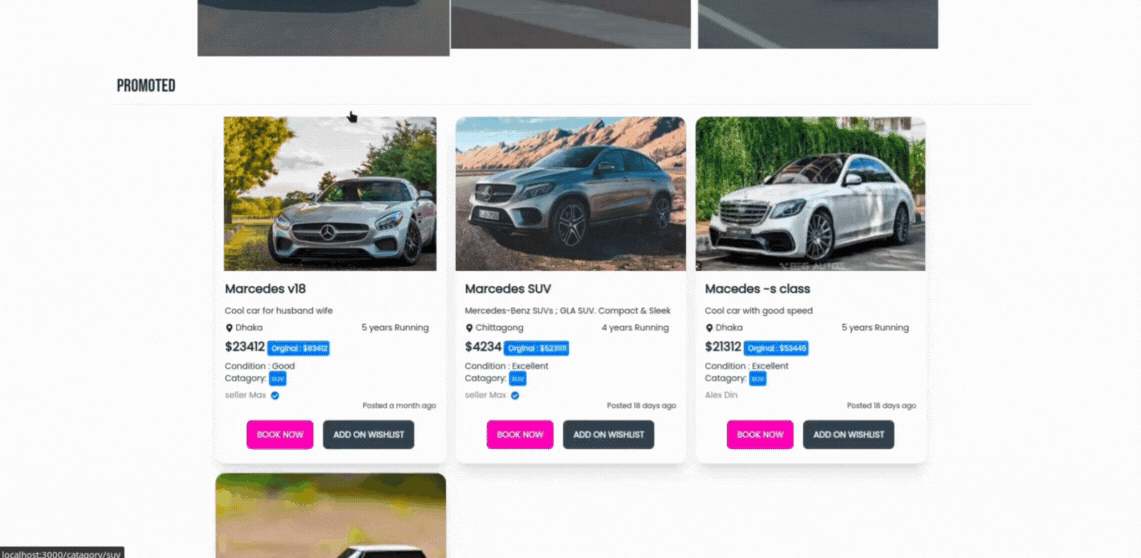 PROMOTED
Marcedes v18
Cool car for husband wife
Dhaka 5 years Running
$23412 Orginal : $83412
Condition : Good
Catagory: suv
seller Max
Posted a month ago
BOOK NOW ADD ON WISHLIST
Marcedes SUV
Mercedes-Benz SUVs ; GLA SUV. Compact & Sleek
Chittagong 4 years Running
$4234
Condition : Excellent
Catagory: suv
seller Max
Posted 18 days ago
BOOK NOW ADD ON WISHLIST
Macedes -s class
Cool car with good speed
Dhaka 5 years Running
$21312 Orginal : $53445
Condition : Excellent
Catagory: suv
Alex Din
Posted 18 days ago
BOOK NOW ADD ON WISHLIST
localhost:3000/catagory/suv